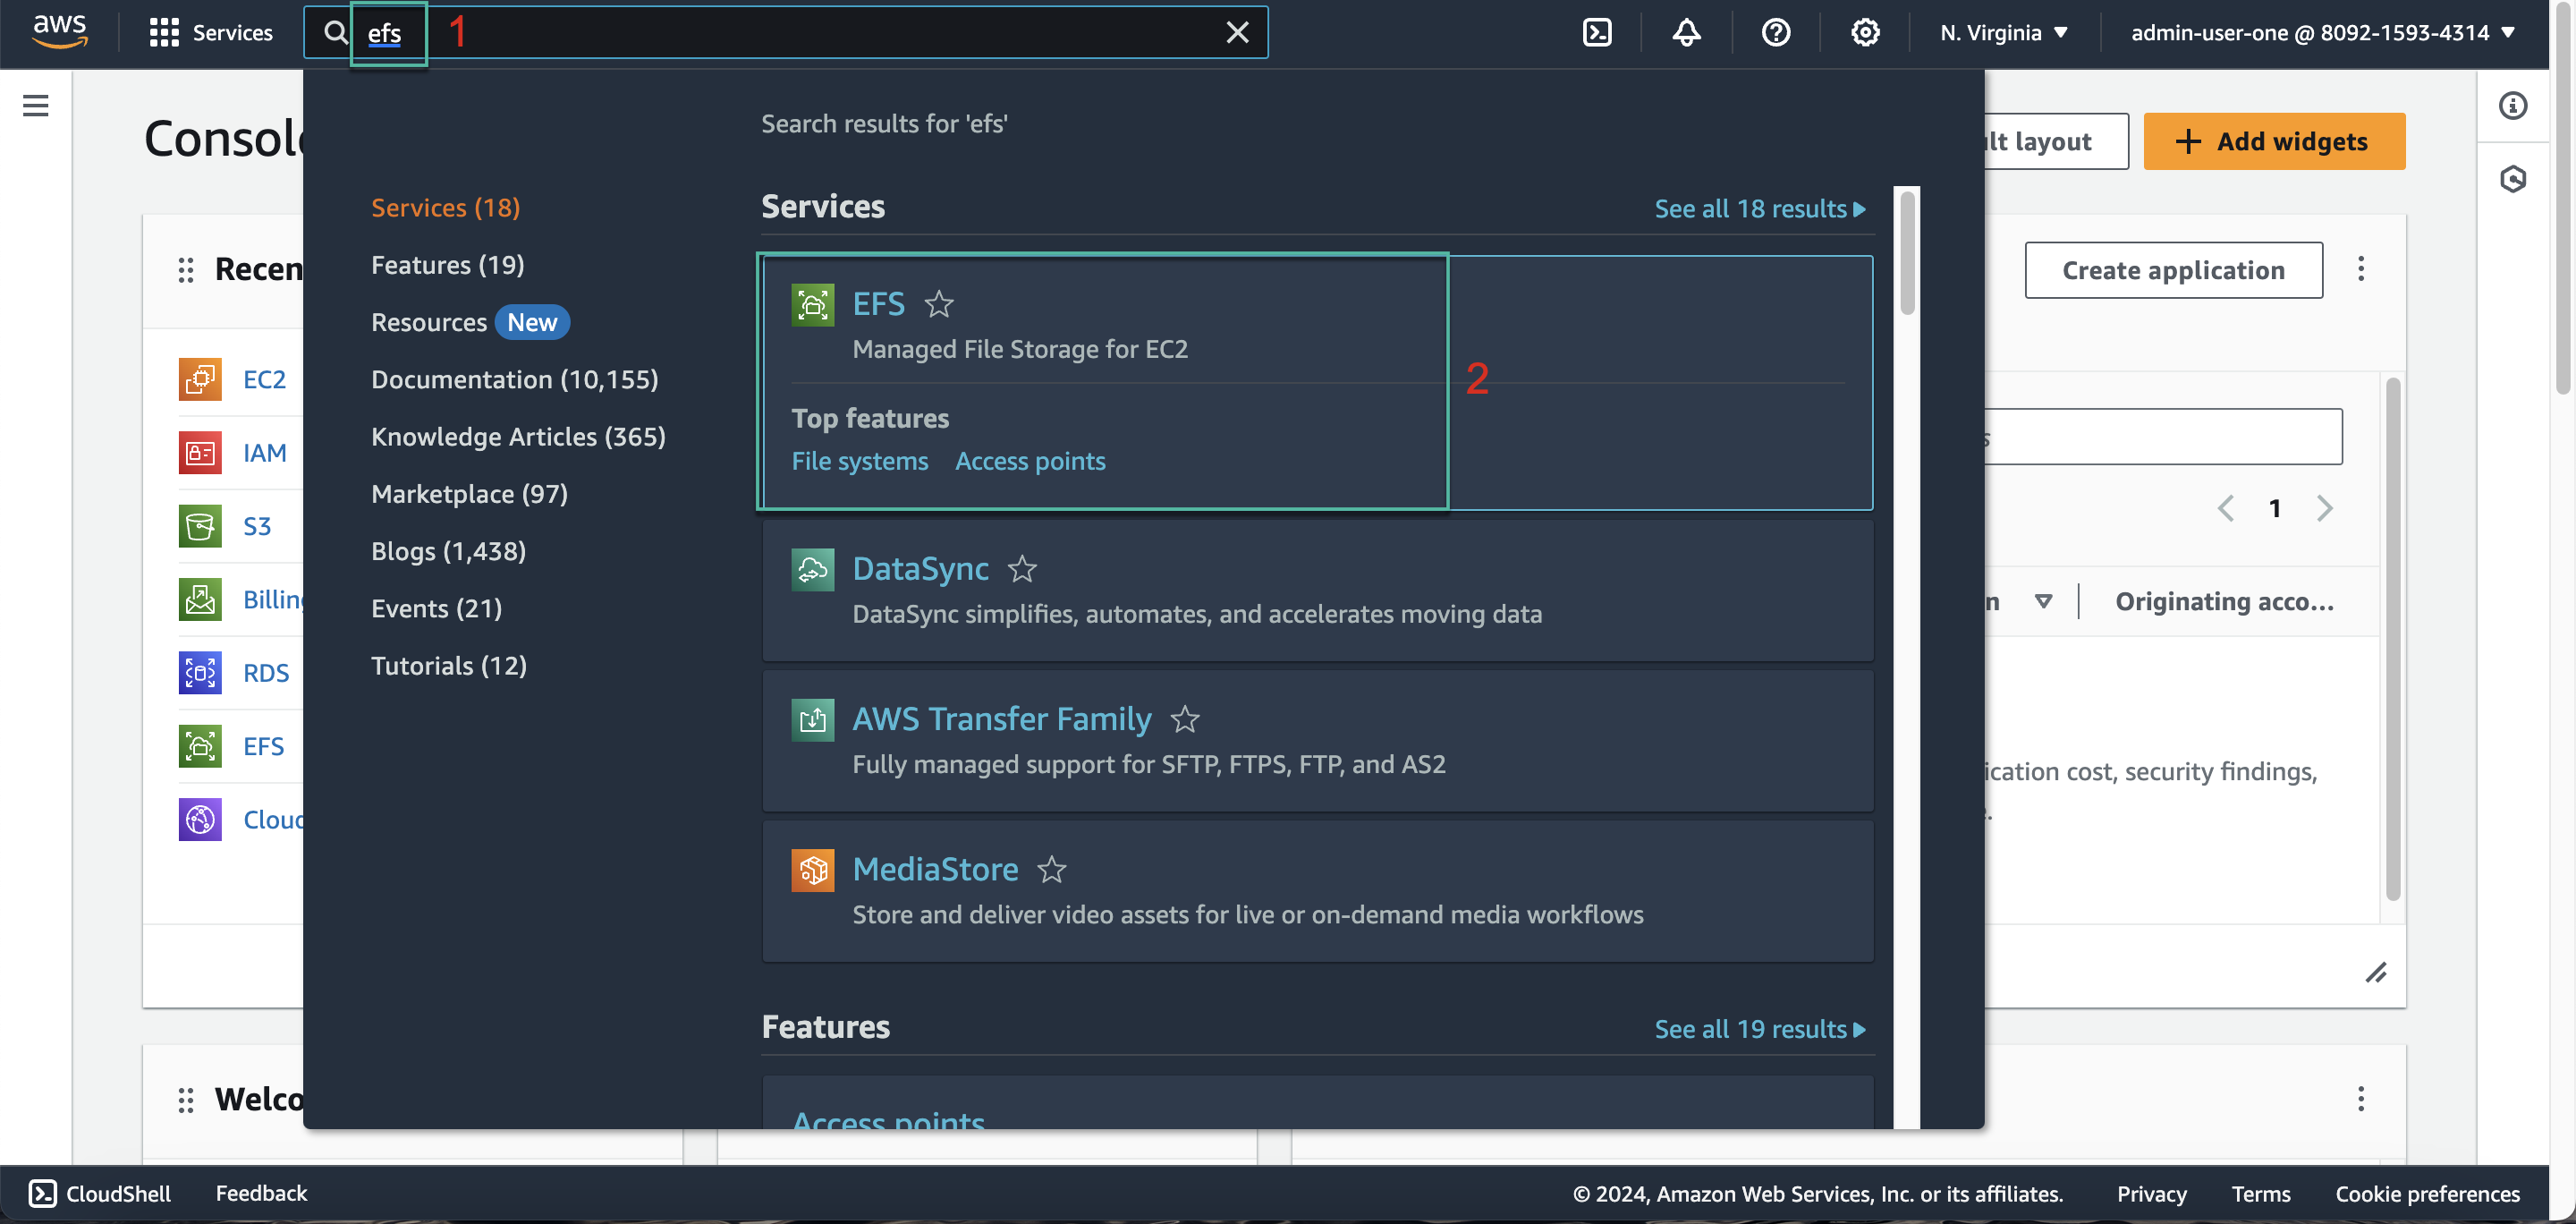 aws
Services
efs
1
N. Virginia
admin-user-one @ 8092-1593-4314
Console
Search results for 'efs'
lt layout
Add widgets
Services (18)
Features (19)
Resources New
Documentation (10,155)
Knowledge Articles (365)
Marketplace (97)
Blogs (1,438)
Events (21)
Tutorials (12)
Services
See all 18 results
EFS
Managed File Storage for EC2
2
Top features
File systems
Access points
DataSync
DataSync simplifies, automates, and accelerates moving data
AWS Transfer Family
Fully managed support for SFTP, FTPS, FTP, and AS2
MediaStore
Store and deliver video assets for live or on-demand media workflows
Features
See all 19 results
Access points
Recen
EC2
IAM
S3
Billing
RDS
EFS
Cloud
Welco
Create application
s
1
n
Originating acco...
ication cost, security findings,
CloudShell
Feedback
© 2024, Amazon Web Services, Inc. or its affiliates.
Privacy
Terms
Cookie preferences